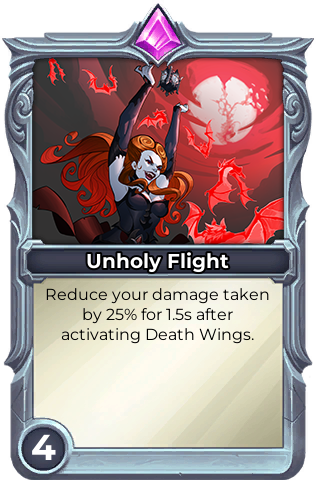 Unholy Flight
Reduce your damage taken
by 25% for 1.5s after
activating Death Wings.
4